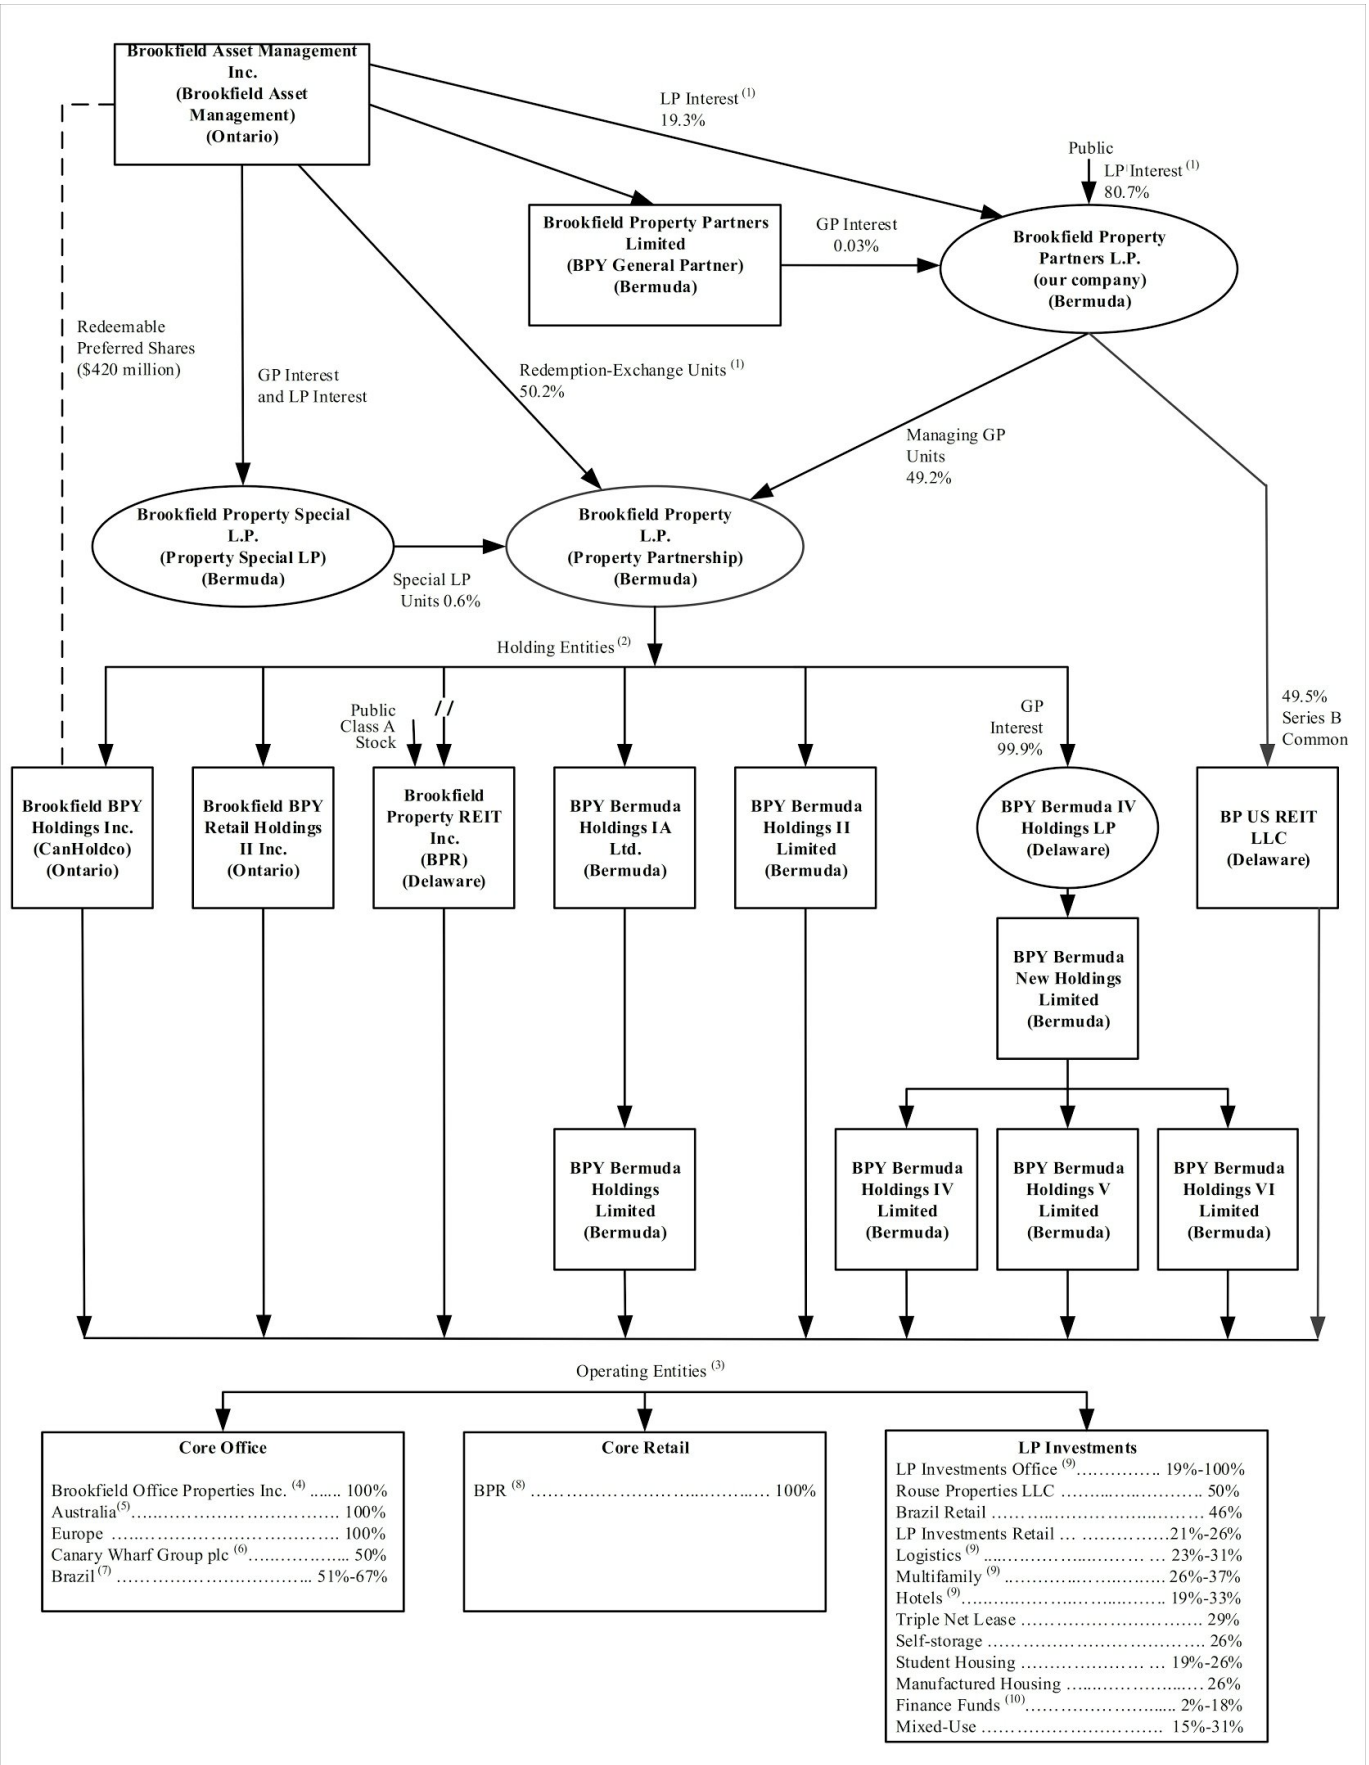 Brookfield Asset Management
Inc.
(Brookfield Asset
Management)
(Ontario)
LP Interest (1)
19.3%
Public
LP Interest (1)
80.7%
Brookfield Property Partners
Limited
(BPY General Partner)
(Bermuda)
GP Interest
0.03%
Brookfield Property
Partners L.P.
(our company)
(Bermuda)
Redeemable
Preferred Shares
($420 million)
GP Interest
and LP Interest
Redemption-Exchange Units (1)
50.2%
Managing GP
Units
49.2%
Brookfield Property Special
L.P.
(Property Special LP)
(Bermuda)
Special LP
Units 0.6%
Brookfield Property
L.P.
(Property Partnership)
(Bermuda)
Holding Entities (2)
Public
Class A
Stock
//
GP
Interest
99.9%
49.5%
Series B
Common
Brookfield BPY
Holdings Inc.
(CanHoldco)
(Ontario)
Brookfield BPY
Retail Holdings
II Inc.
(Ontario)
Brookfield
Property REIT
Inc.
(BPR)
(Delaware)
BPY Bermuda
Holdings IA
Ltd.
(Bermuda)
BPY Bermuda
Holdings II
Limited
(Bermuda)
BPY Bermuda IV
Holdings LP
(Delaware)
BP US REIT
LLC
(Delaware)
BPY Bermuda
New Holdings
Limited
(Bermuda)
BPY Bermuda
Holdings
Limited
(Bermuda)
BPY Bermuda
Holdings IV
Limited
(Bermuda)
BPY Bermuda
Holdings V
Limited
(Bermuda)
BPY Bermuda
Holdings VI
Limited
(Bermuda)
Operating Entities (3)
Core Office
Brookfield Office Properties Inc. (4) ....... 100%
Australia(5)...................................... 100%
Europe ......................................... 100%
Canary Wharf Group plc (6)................... 50%
Brazil(7) ................................... 51%-67%
Core Retail
BPR (8) ........................................... 100%
LP Investments
LP Investments Office (9)............... 19%-100%
Rouse Properties LLC .......................... 50%
Brazil Retail ...................................... 46%
LP Investments Retail ... ...............21%-26%
Logistics (9) ............................ ... 23%-31%
Multifamily (9) ............................ 26%-37%
Hotels (9).................................... 19%-33%
Triple Net Lease ................................. 29%
Self-storage ....................................... 26%
Student Housing ..................... ... 19%-26%
Manufactured Housing ......................... 26%
Finance Funds (10)........................... 2%-18%
Mixed-Use ................................ 15%-31%